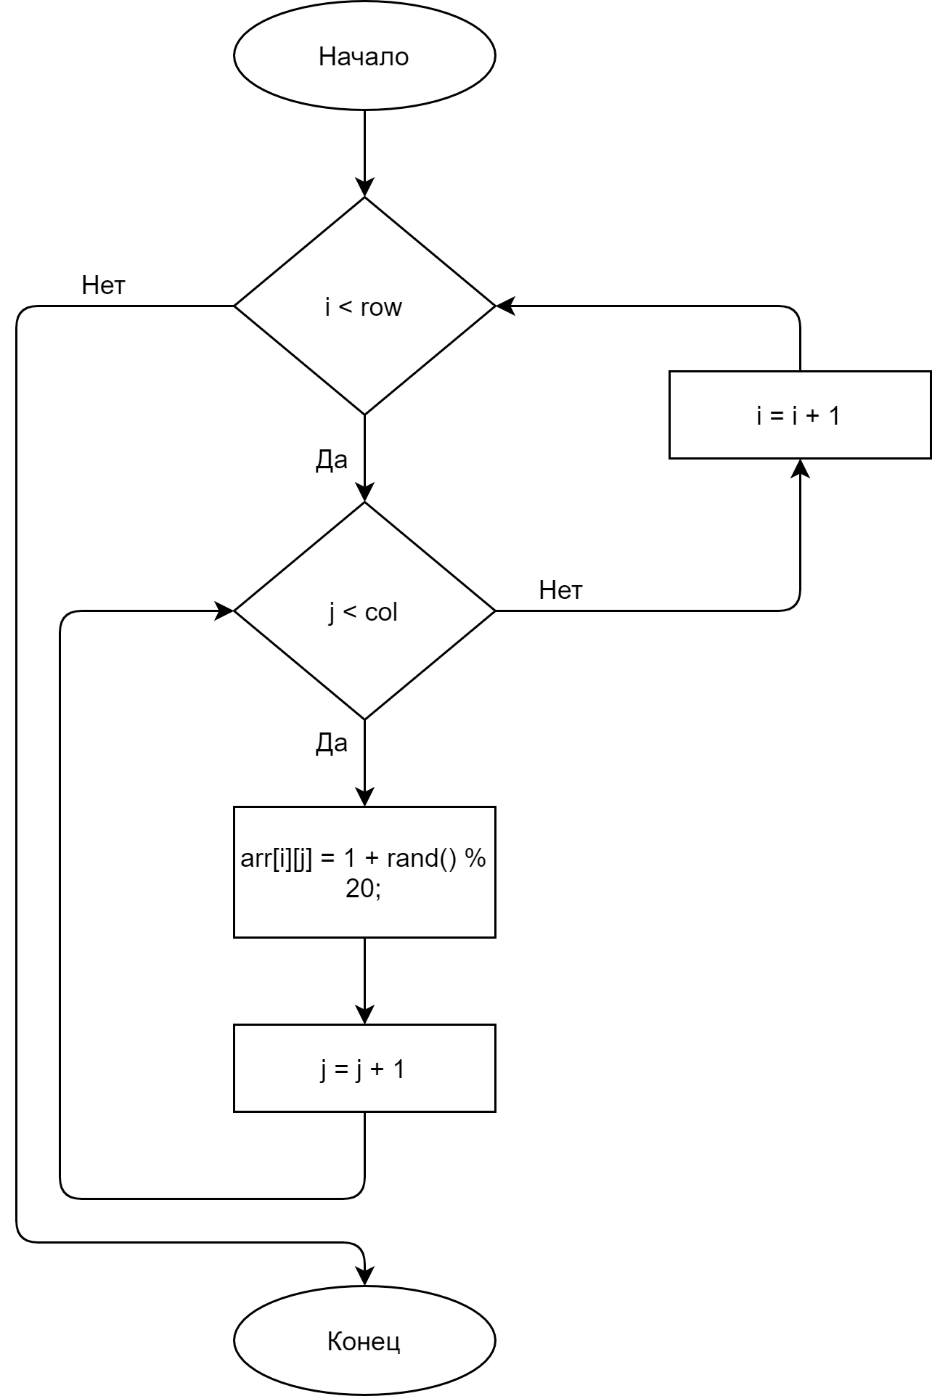 Начало
Нет
i < row
i = i + 1
Да
Нет
j < col
Да
arr[i][j] = 1 + rand() %
20;
j = j + 1
Конец